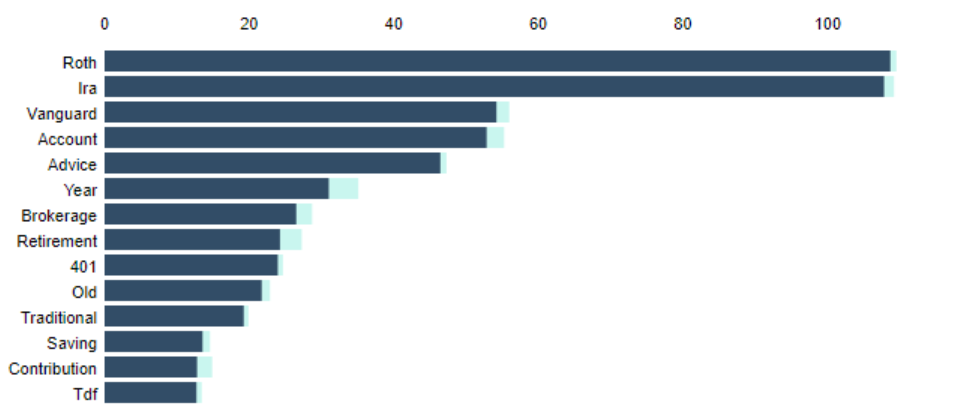 0 20 40 60 80 100
Roth
Ira
Vanguard
Account
Advice
Year
Brokerage
Retirement
401
Old
Traditional
Saving
Contribution
Tdf